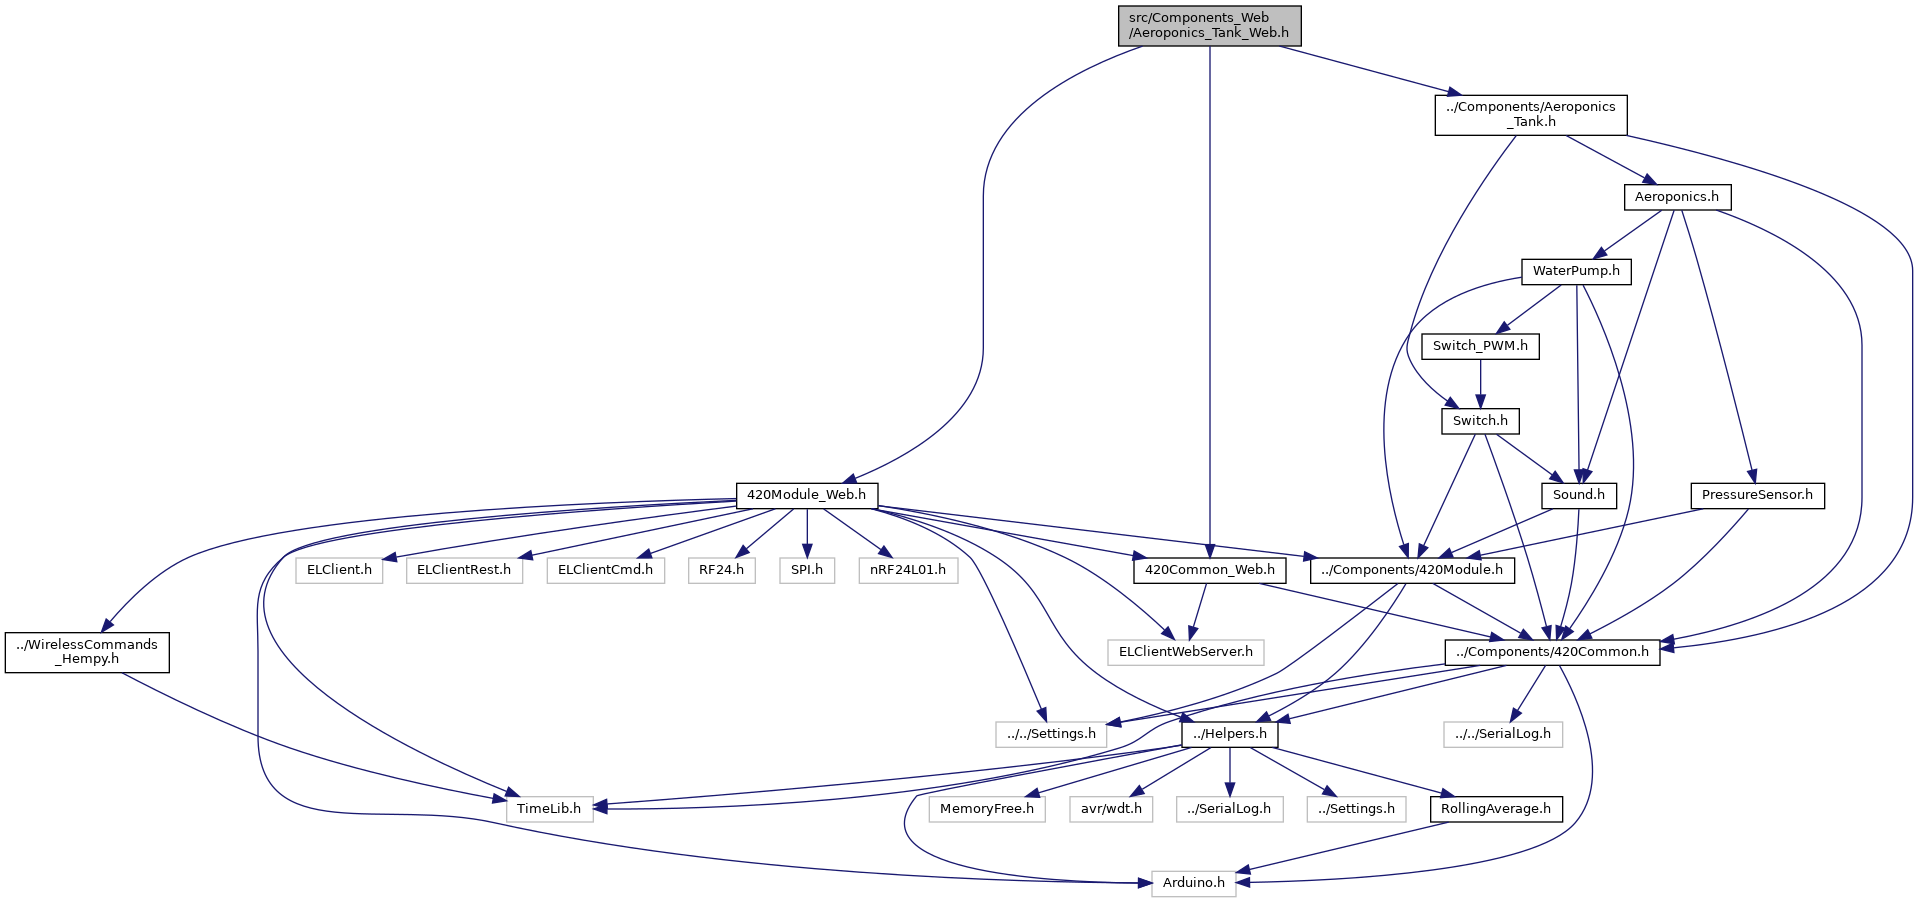 src/Components_Web
/Aeroponics_Tank_Web.h
../Components/Aeroponics
_Tank.h
Aeroponics.h
WaterPump.h
Switch_PWM.h
Switch.h
420Module_Web.h
Sound.h
PressureSensor.h
ELClient.h
ELClientRest.h
ELClientCmd.h
RF24.h
SPI.h
nRF24L01.h
420Common_Web.h
../Components/420Module.h
../WirelessCommands
_Hempy.h
ELClientWebServer.h
../Components/420Common.h
../../Settings.h
../Helpers.h
../../SerialLog.h
TimeLib.h
MemoryFree.h
avr/wdt.h
../SerialLog.h
../Settings.h
RollingAverage.h
Arduino.h